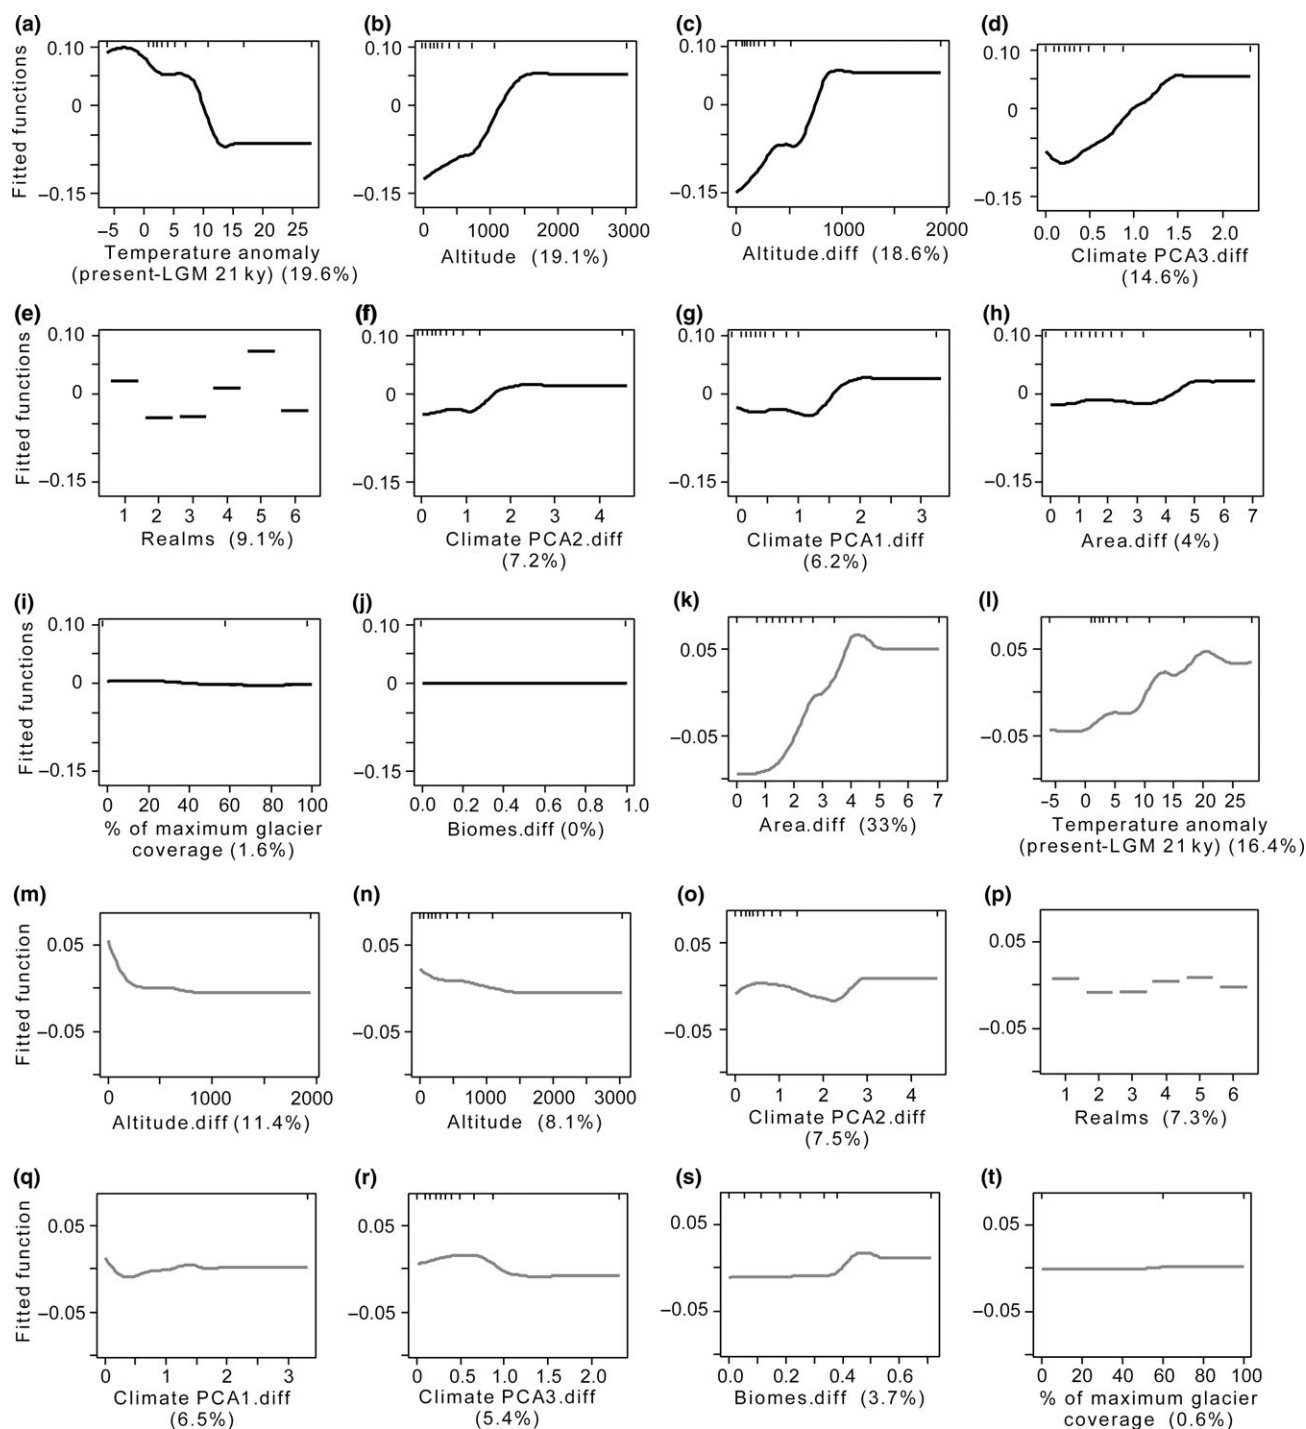 (a) (b) (c) (d)
Fitted functions
0.10
0
−0.15
−5 0 5 10 15 20 25
Temperature anomaly
(present-LGM 21 ky) (19.6%)
0.10
0
−0.15
0 1000 2000 3000
Altitude (19.1%)
0.10
0
−0.15
0 1000 2000
Altitude.diff (18.6%)
0.10
0
−0.15
0.0 0.5 1.0 1.5 2.0
Climate PCA3.diff
(14.6%)
(e) (f) (g) (h)
Fitted functions
0.10
0
−0.15
1 2 3 4 5 6
Realms (9.1%)
0.10
0
−0.15
0 1 2 3 4
Climate PCA2.diff
(7.2%)
0.10
0
−0.15
0 1 2 3
Climate PCA1.diff
(6.2%)
0.10
0
−0.15
0 1 2 3 4 5 6 7
Area.diff (4%)
(i) (j) (k) (l)
Fitted functions
0.10
0
−0.15
0 20 40 60 80 100
% of maximum glacier
coverage (1.6%)
0.10
0
−0.15
0.0 0.2 0.4 0.6 0.8 1.0
Biomes.diff (0%)
0.05
−0.05
0 1 2 3 4 5 6 7
Area.diff (33%)
0.05
−0.05
−5 0 5 10 15 20 25
Temperature anomaly
(present-LGM 21 ky) (16.4%)
(m) (n) (o) (p)
Fitted function
0.05
−0.05
0 1000 2000
Altitude.diff (11.4%)
0.05
−0.05
0 1000 2000 3000
Altitude (8.1%)
0.05
−0.05
0 1 2 3 4
Climate PCA2.diff
(7.5%)
0.05
−0.05
1 2 3 4 5 6
Realms (7.3%)
(q) (r) (s) (t)
Fitted function
0.05
−0.05
0 1 2 3
Climate PCA1.diff
(6.5%)
0.05
−0.05
0 0.5 1.0 2.0
Climate PCA3.diff
(5.4%)
0.05
−0.05
0.0 0.2 0.4 0.6
Biomes.diff (3.7%)
0.05
−0.05
0 20 40 60 80 100
% of maximum glacier
coverage (0.6%)